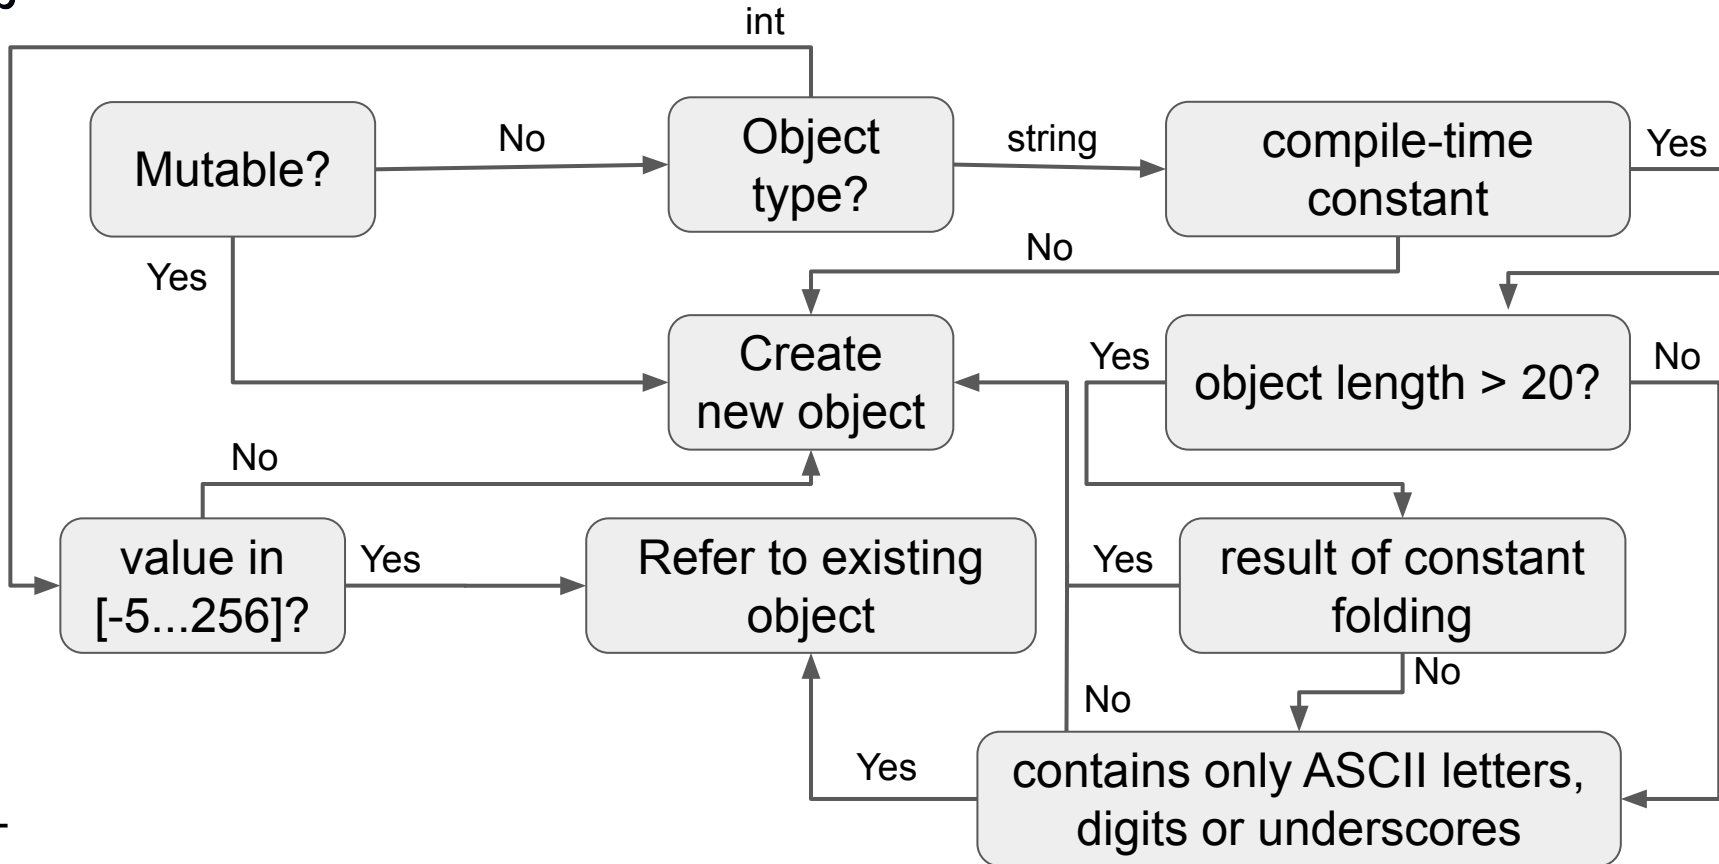 int
Mutable?
No
Object
type?
string
compile-time
constant
Yes
Yes
No
Create
new object
Yes
object length > 20?
No
No
value in
[-5...256]?
Yes
Refer to existing
object
Yes
result of constant
folding
No
No
Yes
contains only ASCII letters,
digits or underscores